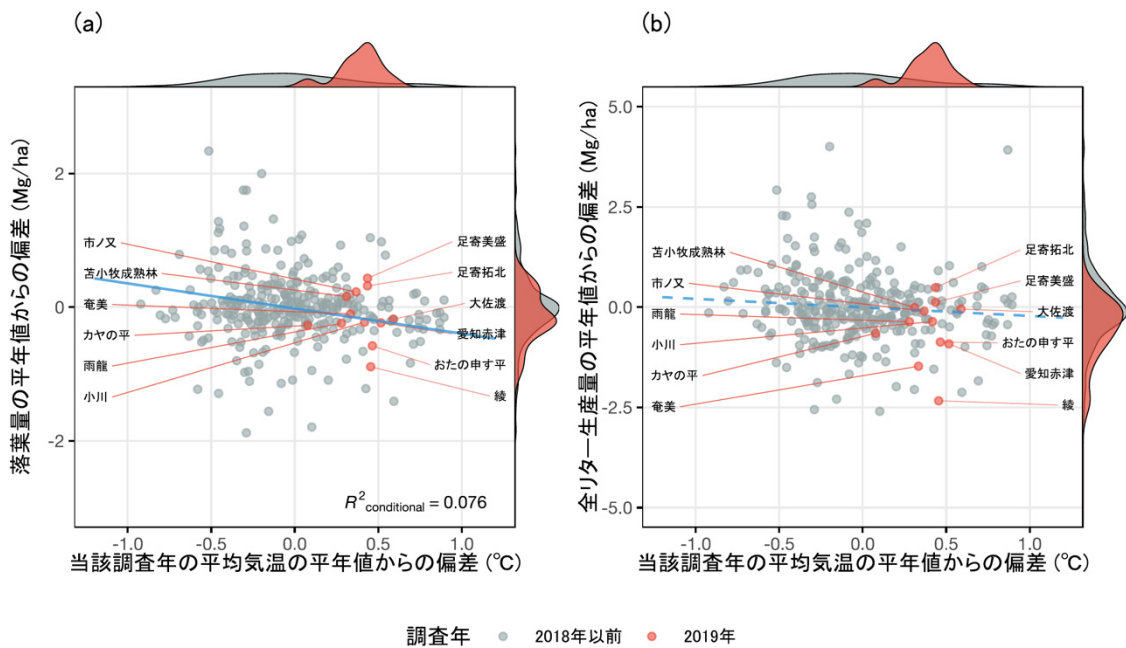 (a)
落葉量の平年値からの偏差 (Mg/ha)
2
0
-2
市ノ又
苫小牧成熟林
奄美
カヤの平
雨龍
小川
足寄美盛
足寄拓北
大佐渡
愛知赤津
おたの申す平
綾
R²conditional = 0.076
-1.0
-0.5
0.0
0.5
1.0
当該調査年の平均気温の平年値からの偏差 (℃)
(b)
全リター生産量の平年値からの偏差 (Mg/ha)
5.0
2.5
0.0
-2.5
-5.0
苫小牧成熟林
市ノ又
雨龍
小川
カヤの平
奄美
足寄拓北
足寄美盛
大佐渡
おたの申す平
愛知赤津
綾
-1.0
-0.5
0.0
0.5
1.0
当該調査年の平均気温の平年値からの偏差 (℃)
調査年 2018年以前 2019年